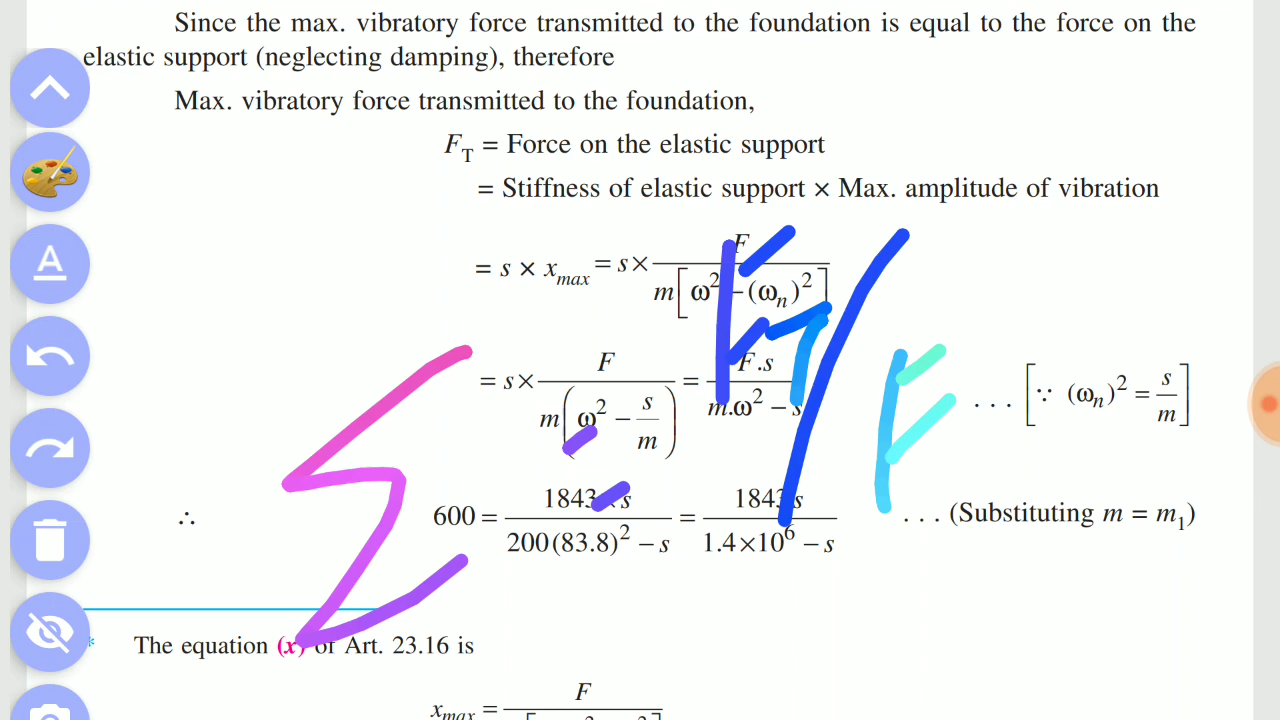 Since the max. vibratory force transmitted to the foundation is equal to the force on the
elastic support (neglecting damping), therefore
Max. vibratory force transmitted to the foundation,
F_T = Force on the elastic support
= Stiffness of elastic support × Max. amplitude of vibration
= s × x_max = s × F / m[ω² − (ω_n)²]
= s × F / m(ω² − s/m) = F.s / m.ω² − s ... [∵ (ω_n)² = s/m]
∴ 600 = 1843 × s / 200(83.8)² − s = 1843 s / 1.4×10⁶ − s ... (Substituting m = m₁)
* The equation (x) of Art. 23.16 is
x_max = F